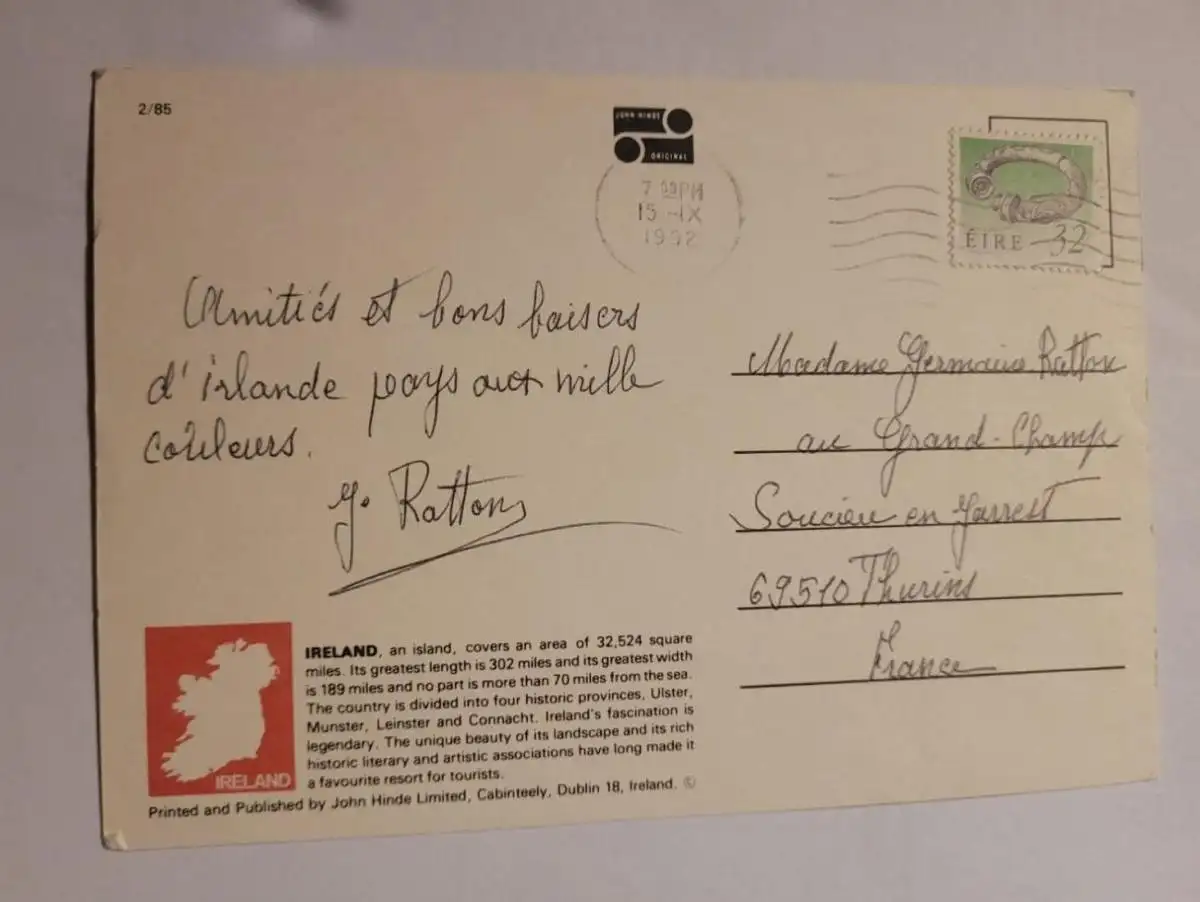 2/85
JOHN HINDE
ORIGINAL
7 00PM
15 IX
1992
ÉIRE 32
Amitiés et bons baisers
d'irlande pays aux mille
couleurs.
Rattons
Madame Germaine Ratton
au Grand-Champ
Soucieu en Jarrest
69510 Thurins
France
IRELAND
IRELAND, an island, covers an area of 32,524 square
miles. Its greatest length is 302 miles and its greatest width
is 189 miles and no part is more than 70 miles from the sea.
The country is divided into four historic provinces, Ulster,
Munster, Leinster and Connacht. Ireland's fascination is
legendary. The unique beauty of its landscape and its rich
historic literary and artistic associations have long made it
a favourite resort for tourists.
Printed and Published by John Hinde Limited, Cabinteely, Dublin 18, Ireland. ©